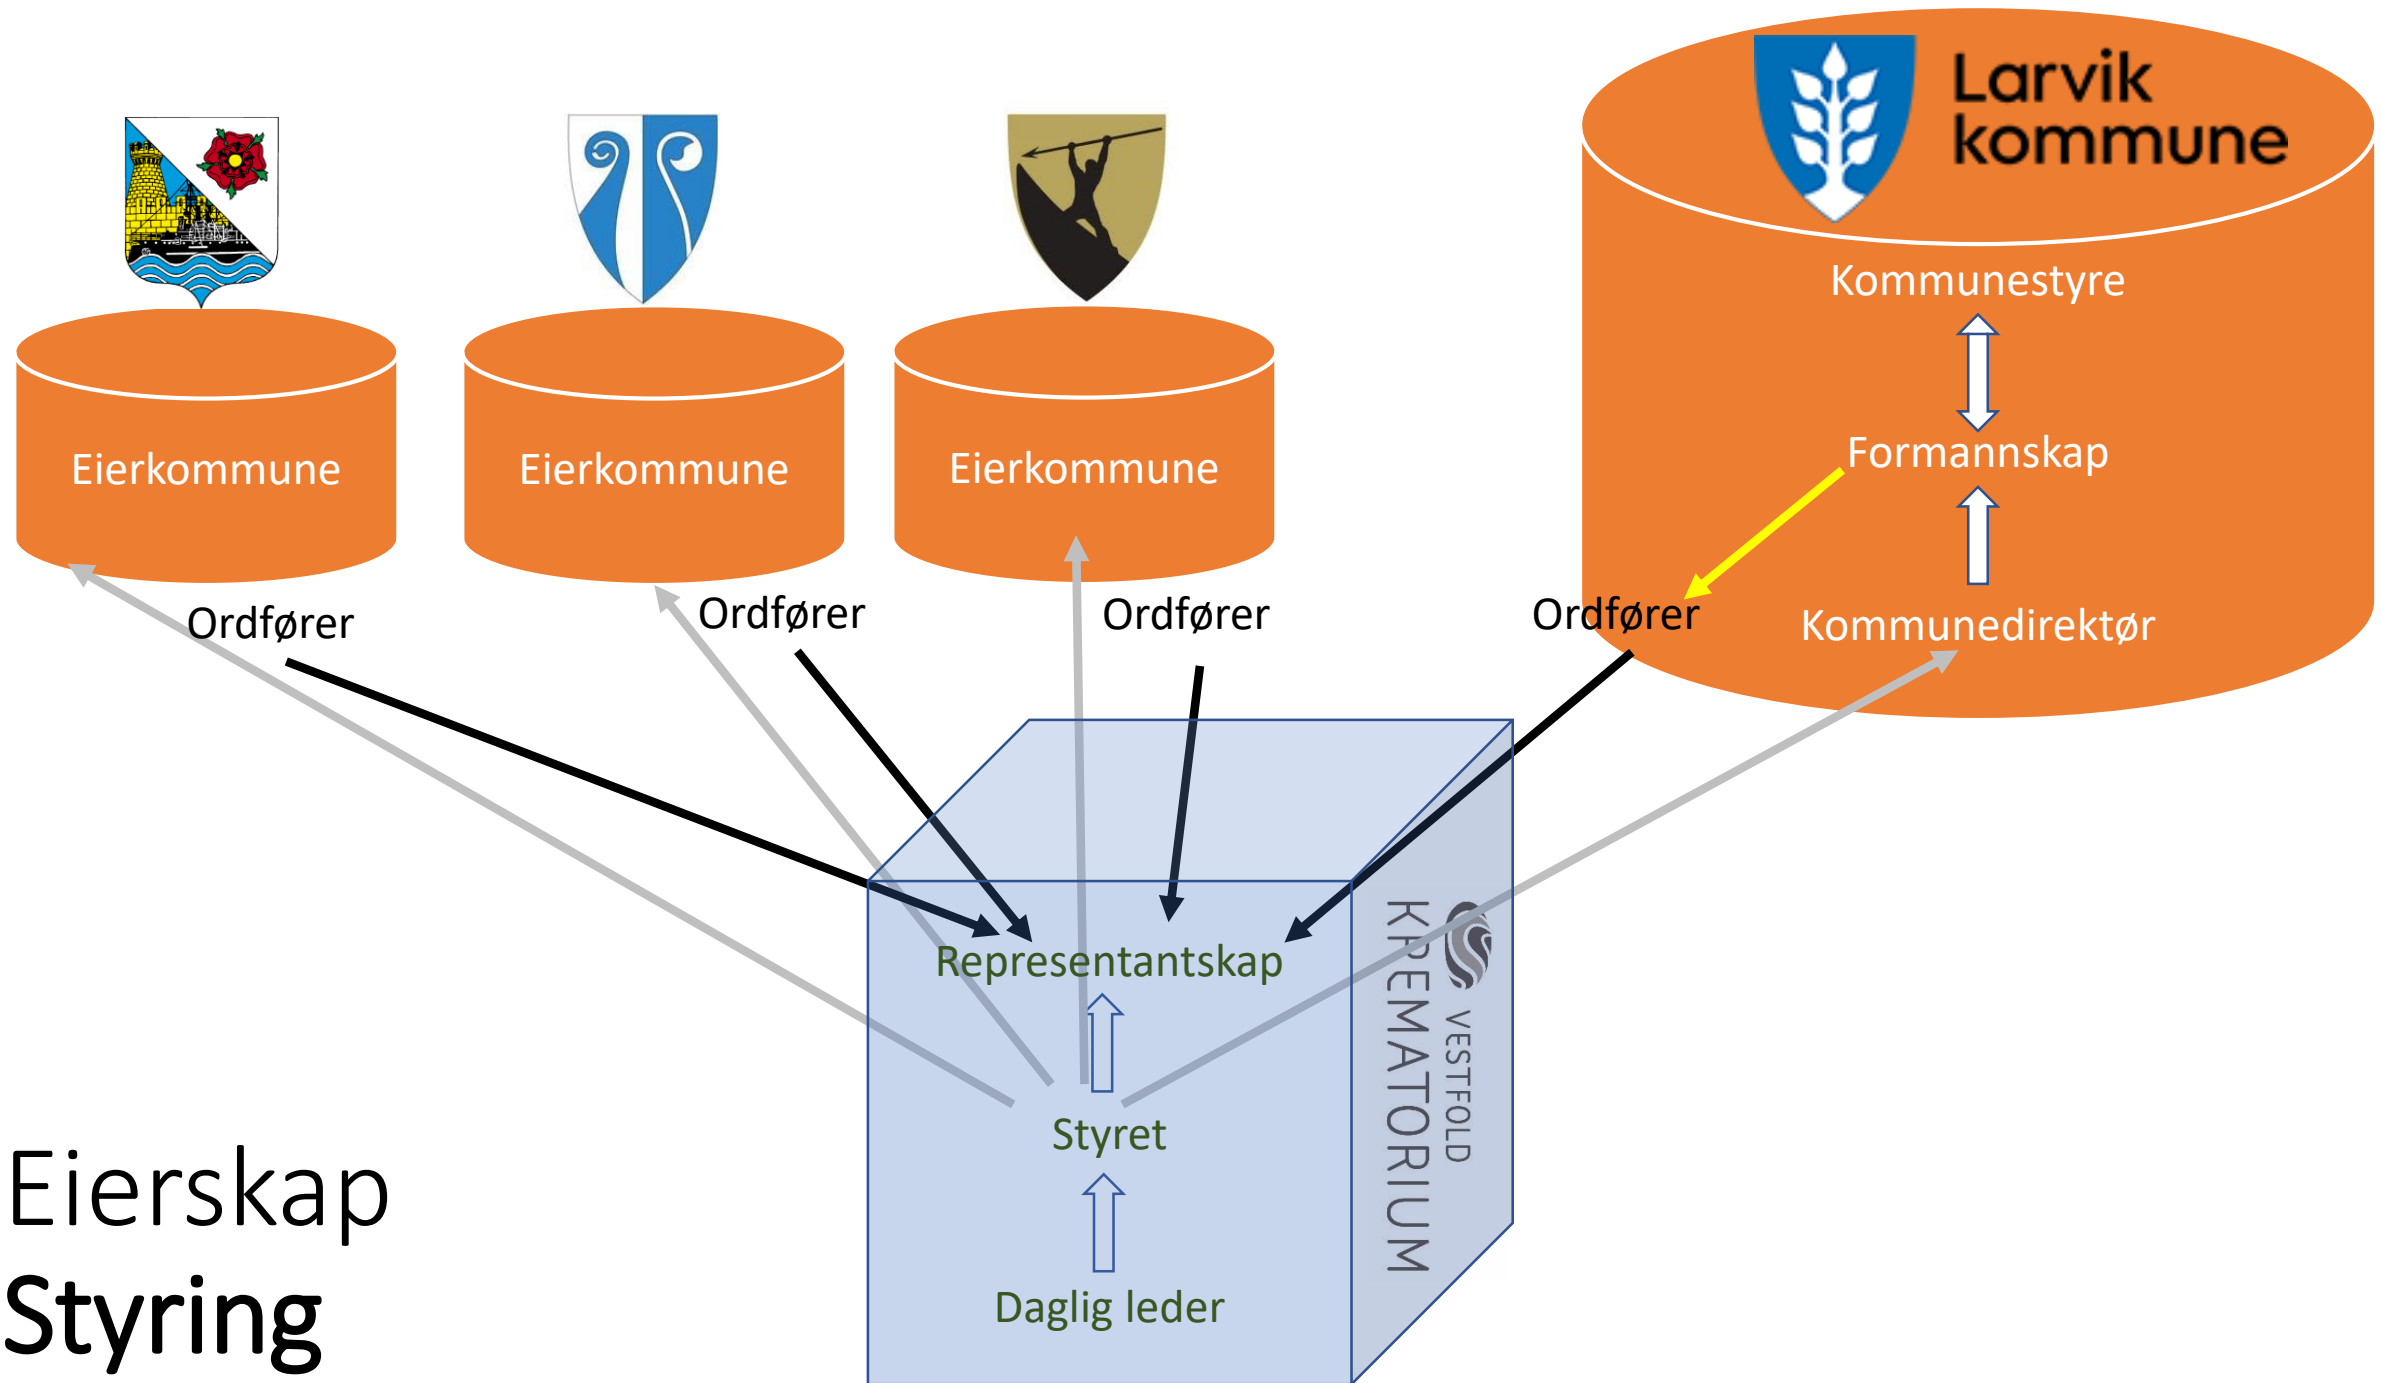 Larvik
kommune
Kommunestyre
Formannskap
Kommunedirektør
Eierkommune
Eierkommune
Eierkommune
Ordfører
Ordfører
Ordfører
Ordfører
Representantskap
Styret
Daglig leder
VESTFOLD
KREMATORIUM
Eierskap
Styring